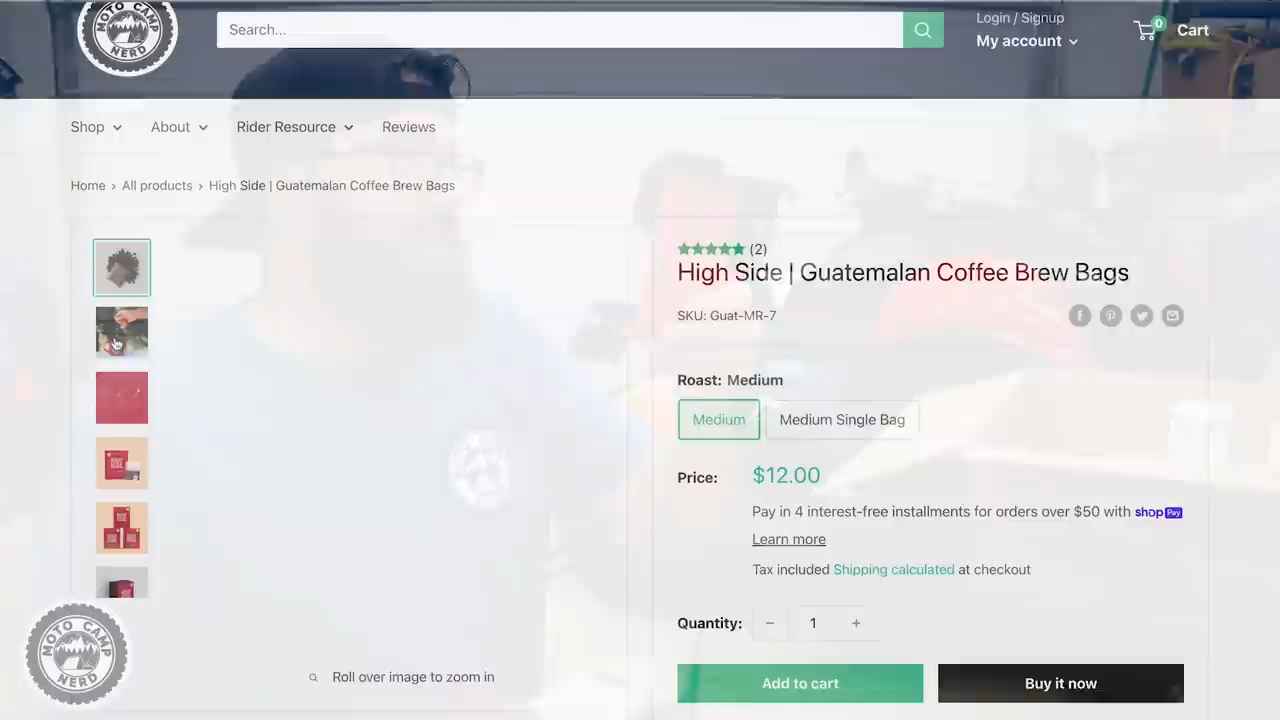 MOTO CAMP
NERD
Search...
Login / Signup
My account
0
Cart
Shop
About
Rider Resource
Reviews
Home › All products › High Side | Guatemalan Coffee Brew Bags
(2)
High Side | Guatemalan Coffee Brew Bags
SKU: Guat-MR-7
Roast: Medium
Medium
Medium Single Bag
Price:
$12.00
Pay in 4 interest-free installments for orders over $50 with shop Pay
Learn more
Tax included Shipping calculated at checkout
Quantity:
− 1 +
Roll over image to zoom in
Add to cart
Buy it now
MOTO CAMP
NERD